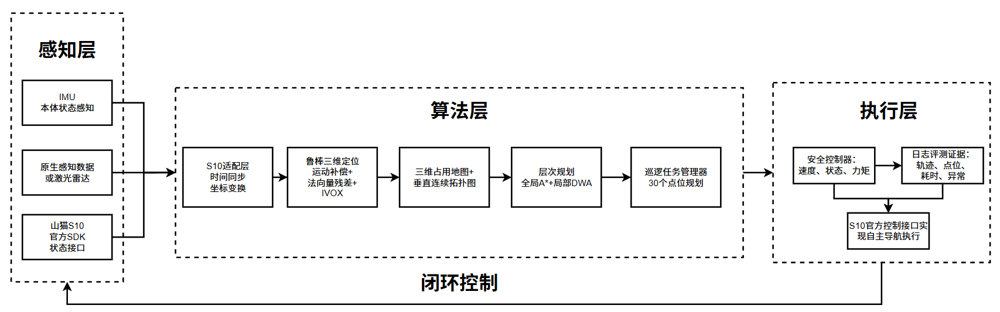 感知层
IMU
本体状态感知
原生感知数据
或激光雷达
山猫S10
官方SDK
状态接口
算法层
S10适配层
时间同步
坐标变换
鲁棒三维定位
运动补偿+
法向量残差+
IVOX
三维占用地图+
垂直连续拓扑图
层次规划
全局A*+局部DWA
巡逻任务管理器
30个点位规划
执行层
安全控制器：
速度、状态、力矩
日志评测证据：
轨迹、点位、
耗时、异常
S10官方控制接口实
现自主导航执行
闭环控制